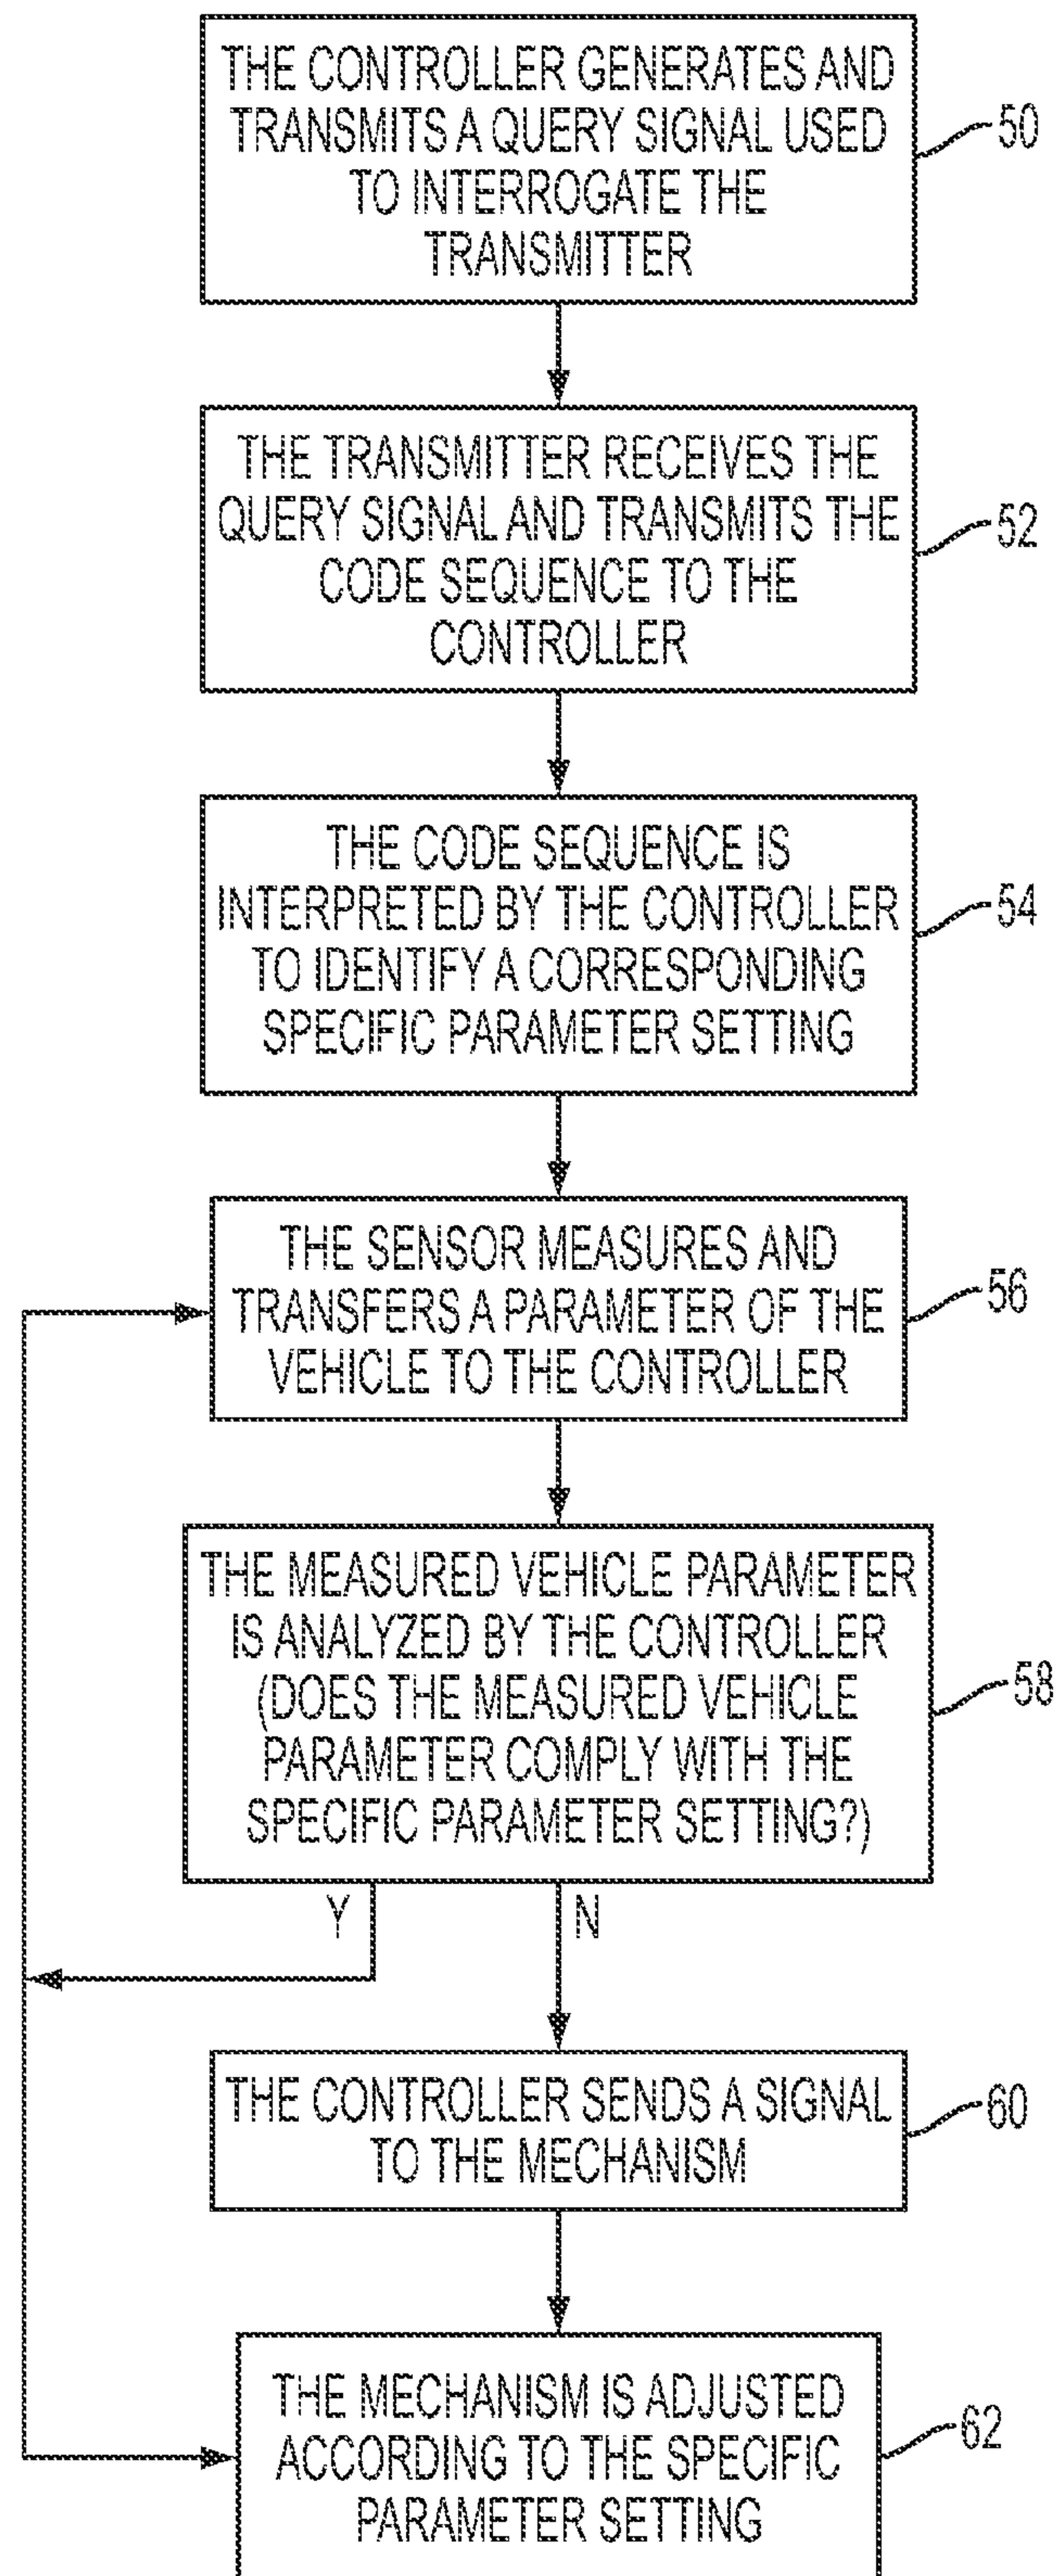 THE CONTROLLER GENERATES AND
TRANSMITS A QUERY SIGNAL USED
TO INTERROGATE THE
TRANSMITTER
50
THE TRANSMITTER RECEIVES THE
QUERY SIGNAL AND TRANSMITS THE
CODE SEQUENCE TO THE
CONTROLLER
52
THE CODE SEQUENCE IS
INTERPRETED BY THE CONTROLLER
TO IDENTIFY A CORRESPONDING
SPECIFIC PARAMETER SETTING
54
THE SENSOR MEASURES AND
TRANSFERS A PARAMETER OF THE
VEHICLE TO THE CONTROLLER
56
THE MEASURED VEHICLE PARAMETER
IS ANALYZED BY THE CONTROLLER
(DOES THE MEASURED VEHICLE
PARAMETER COMPLY WITH THE
SPECIFIC PARAMETER SETTING?)
58
Y
N
THE CONTROLLER SENDS A SIGNAL
TO THE MECHANISM
60
THE MECHANISM IS ADJUSTED
ACCORDING TO THE SPECIFIC
PARAMETER SETTING
62